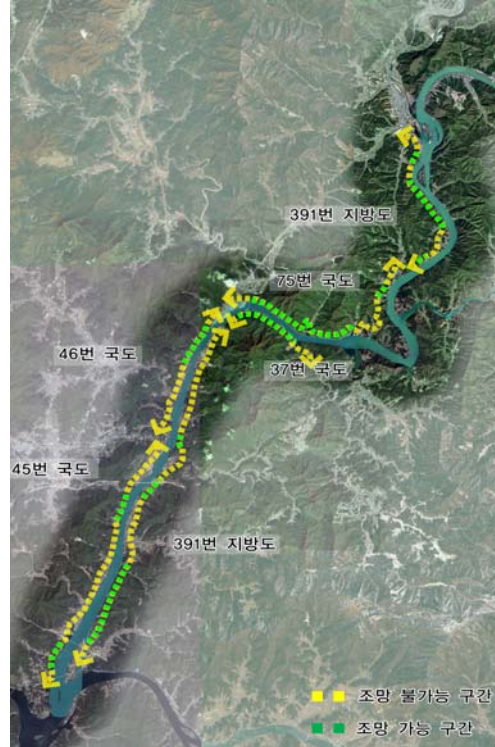 391번 지방도
75번 국도
46번 국도
37번 국도
45번 국도
391번 지방도
조망 불가능 구간
조망 가능 구간